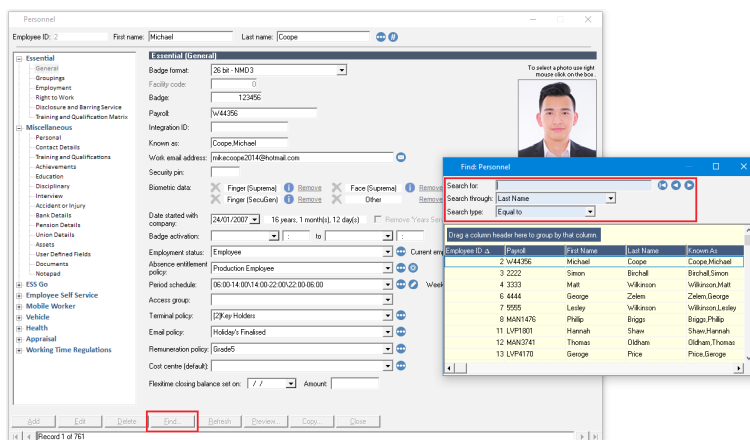 Personnel
Employee ID: 2 First name: Michael Last name: Coope
Essential
General
Groupings
Employment
Right to Work
Disclosure and Barring Service
Training and Qualification Matrix
Miscellaneous
Personal
Contact Details
Training and Qualifications
Achievements
Education
Disciplinary
Interview
Accident or Injury
Bank Details
Pension Details
Union Details
Assets
User Defined Fields
Documents
Notepad
ESS Go
Employee Self Service
Mobile Worker
Vehicle
Health
Appraisal
Working Time Regulations
Essential (General)
Badge format: 26 bit - NMD3
Facility code: 0
Badge: 123456
Payroll: W44356
Integration ID:
Known as: Coope,Michael
Work email address: mikecoope2014@hotmail.com
Security pin:
Biometric data: Finger (Suprema) Remove Face (Suprema) Remove
Finger (SecuGen) Remove Other Remove
Date started with company: 24/01/2007 16 years, 1 month(s), 12 day(s) Remove 'Years Serv
Badge activation: : to :
Employment status: Employee Current em
Absence entitlement policy: Production Employee
Period schedule: 06:00-14:00\14:00-22:00\22:00-06:00 Week
Access group:
Terminal policy: [2]Key Holders
Email policy: Holiday's Finalised
Remuneration policy: Grade5
Cost centre (default):
Flexitime closing balance set on: / / Amount:
To select a photo use right
mouse click on the box.
Add Edit Delete Find... Refresh Preview... Copy... Close
Record 1 of 761
Find: Personnel
Search for:
Search through: Last Name
Search type: Equal to
Drag a column header here to group by that column.
Employee ID Payroll First Name Last Name Known As
2 W44356 Michael Coope Coope,Michael
3 2222 Simon Birchall Birchall,Simon
4 3333 Matt Wilkinson Wilkinson,Matt
6 4444 George Zelem Zelem,George
7 5555 Lesley Wilkinson Wilkinson,Lesley
8 MAN1476 Phillip Briggs Briggs,Phillip
11 LVP1801 Hannah Shaw Shaw,Hannah
12 MAN3741 Thomas Oldham Oldham,Thomas
13 LVP4170 Geroge Price Price,Geroge